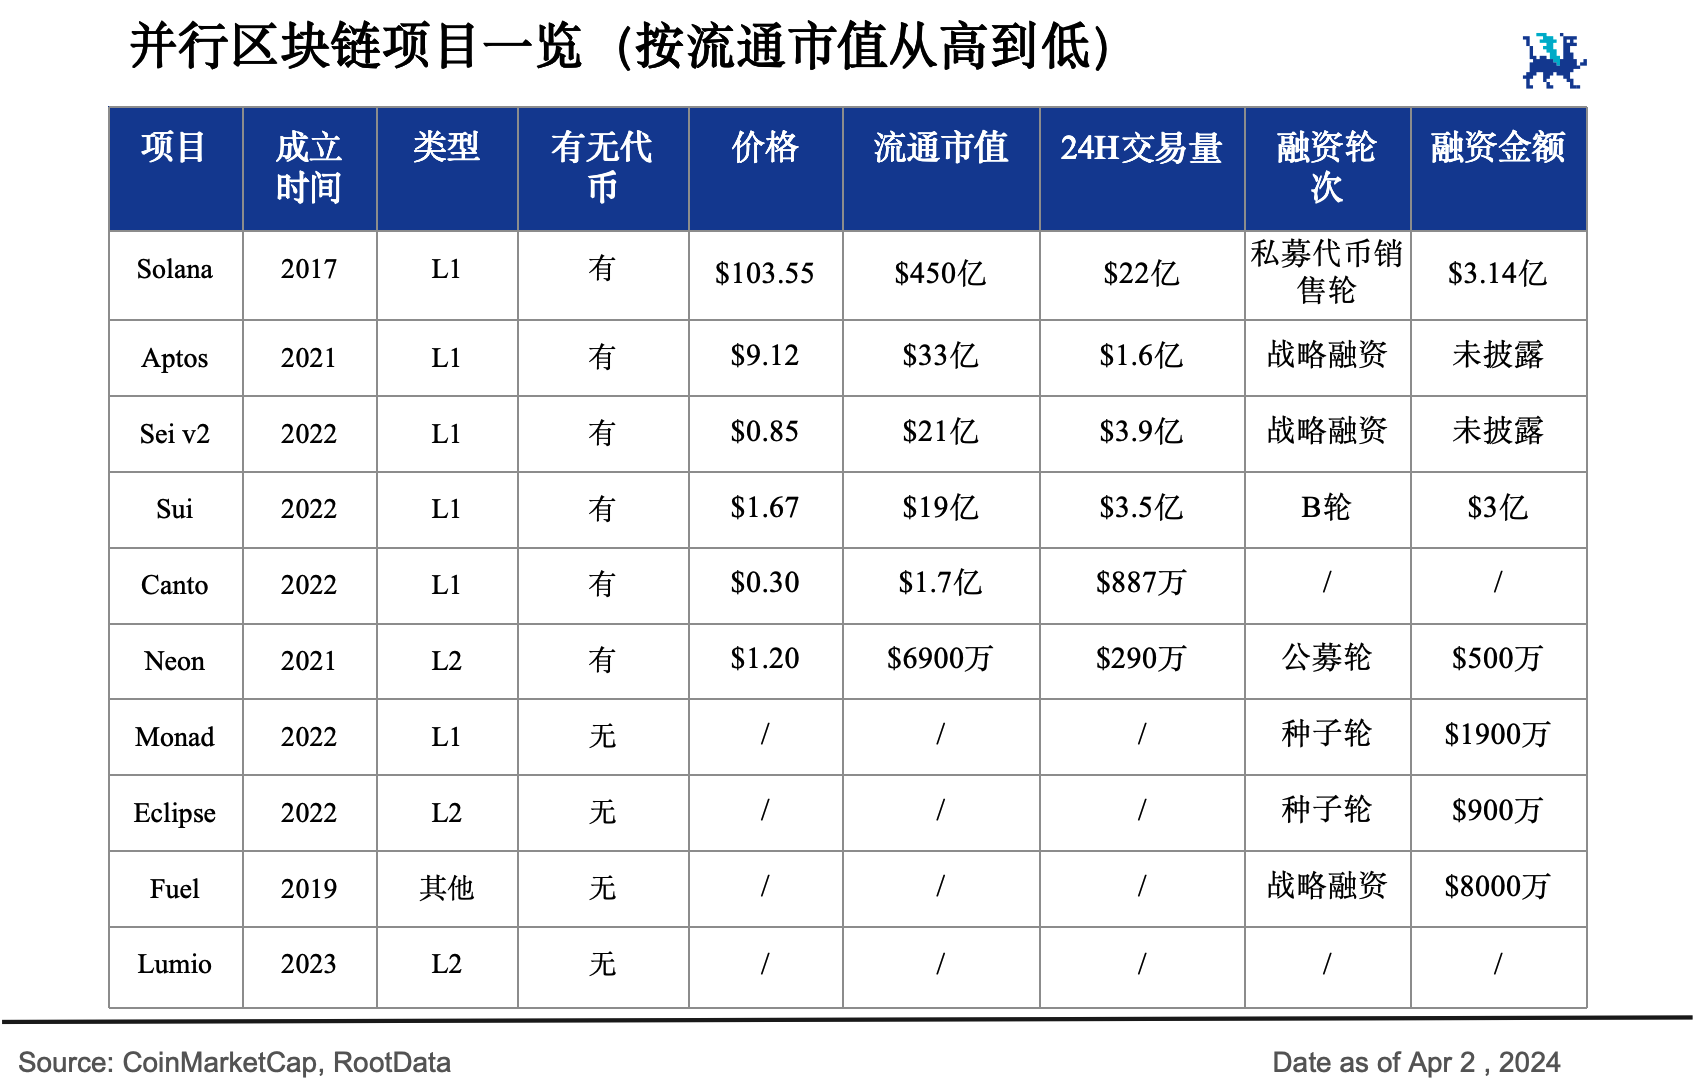 并行区块链项目一览（按流通市值从高到低）
项目 成立时间 类型 有无代币 价格 流通市值 24H交易量 融资轮次 融资金额
Solana 2017 L1 有 $103.55 $450亿 $22亿 私募代币销售轮 $3.14亿
Aptos 2021 L1 有 $9.12 $33亿 $1.6亿 战略融资 未披露
Sei v2 2022 L1 有 $0.85 $21亿 $3.9亿 战略融资 未披露
Sui 2022 L1 有 $1.67 $19亿 $3.5亿 B轮 $3亿
Canto 2022 L1 有 $0.30 $1.7亿 $887万 / /
Neon 2021 L2 有 $1.20 $6900万 $290万 公募轮 $500万
Monad 2022 L1 无 / / / 种子轮 $1900万
Eclipse 2022 L2 无 / / / 种子轮 $900万
Fuel 2019 其他 无 / / / 战略融资 $8000万
Lumio 2023 L2 无 / / / / /
Source: CoinMarketCap, RootData
Date as of Apr 2 , 2024